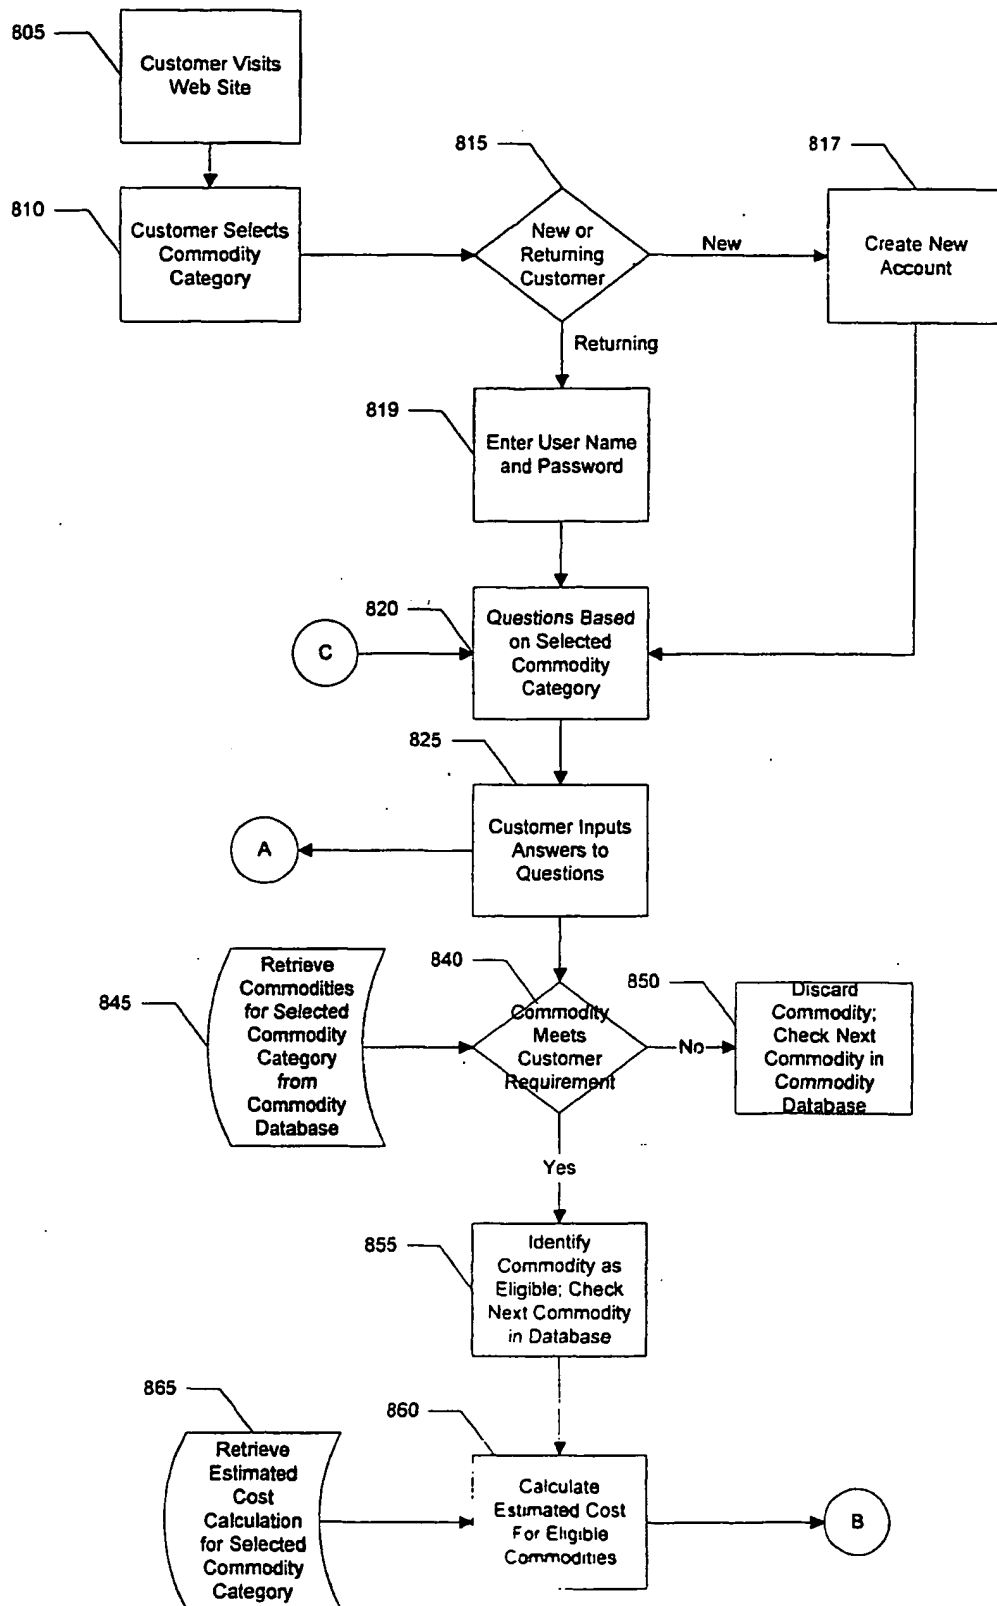 805
Customer Visits
Web Site
810
Customer Selects
Commodity
Category
815
New or
Returning
Customer
New
817
Create New
Account
Returning
819
Enter User Name
and Password
820
Questions Based
on Selected
Commodity
Category
C
825
Customer Inputs
Answers to
Questions
A
845
Retrieve
Commodities
for Selected
Commodity
Category
from
Commodity
Database
840
Commodity
Meets
Customer
Requirement
No
850
Discard
Commodity;
Check Next
Commodity in
Commodity
Database
Yes
855
Identify
Commodity as
Eligible; Check
Next Commodity
in Database
865
Retrieve
Estimated
Cost
Calculation
for Selected
Commodity
Category
860
Calculate
Estimated Cost
For Eligible
Commodities
B